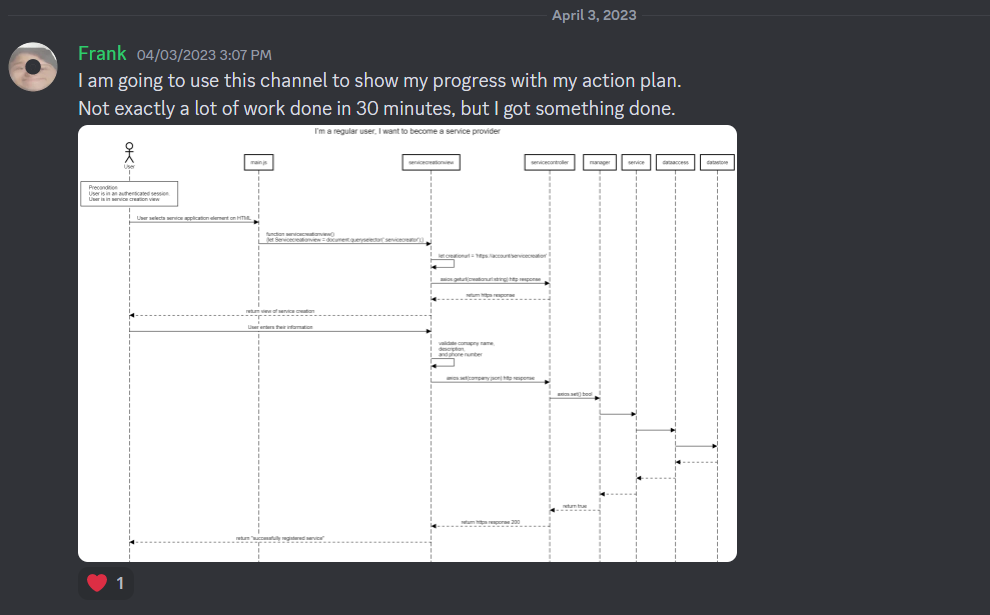 April 3, 2023
Frank 04/03/2023 3:07 PM
I am going to use this channel to show my progress with my action plan.
Not exactly a lot of work done in 30 minutes, but I got something done.
I'm a regular user, I want to become a service provider
User
main.js
servicecreationview
servicecontroller
manager
service
dataaccess
datastore
Precondition
User is in an authenticated session.
User is in service creation view
User selects service application element on HTML
function servicecreationview()
{let Servicecreationview = document.queryselector(".servicecreator");}
let creationurl = 'https://account/servicecreation'
axios.geturl(creationurl:string):http response
return https response
return view of service creation
User enters their information
validate comapny name,
description,
and phone number
axios.set(company:json):http response
axios.set():bool
return true
return https response 200
return "successfully registered service"
1